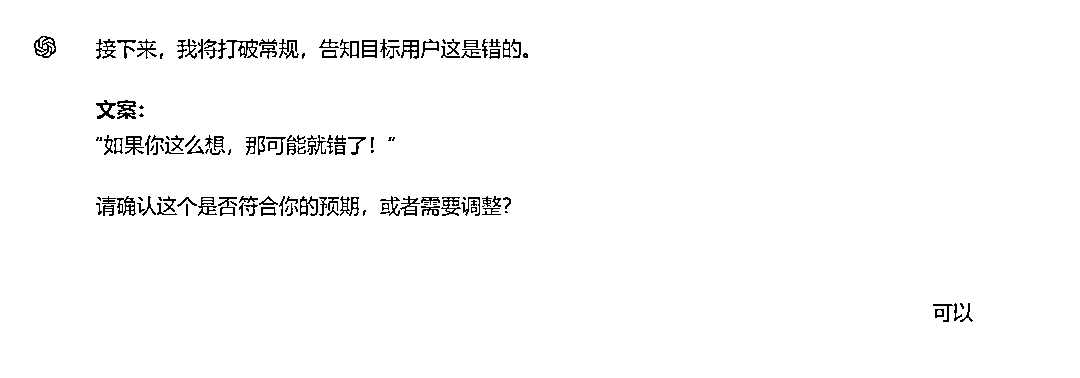 接下来，我将打破常规，告知目标用户这是错的。
文案：
“如果你这么想，那可能就错了！”
请确认这个是否符合你的预期，或者需要调整？
可以